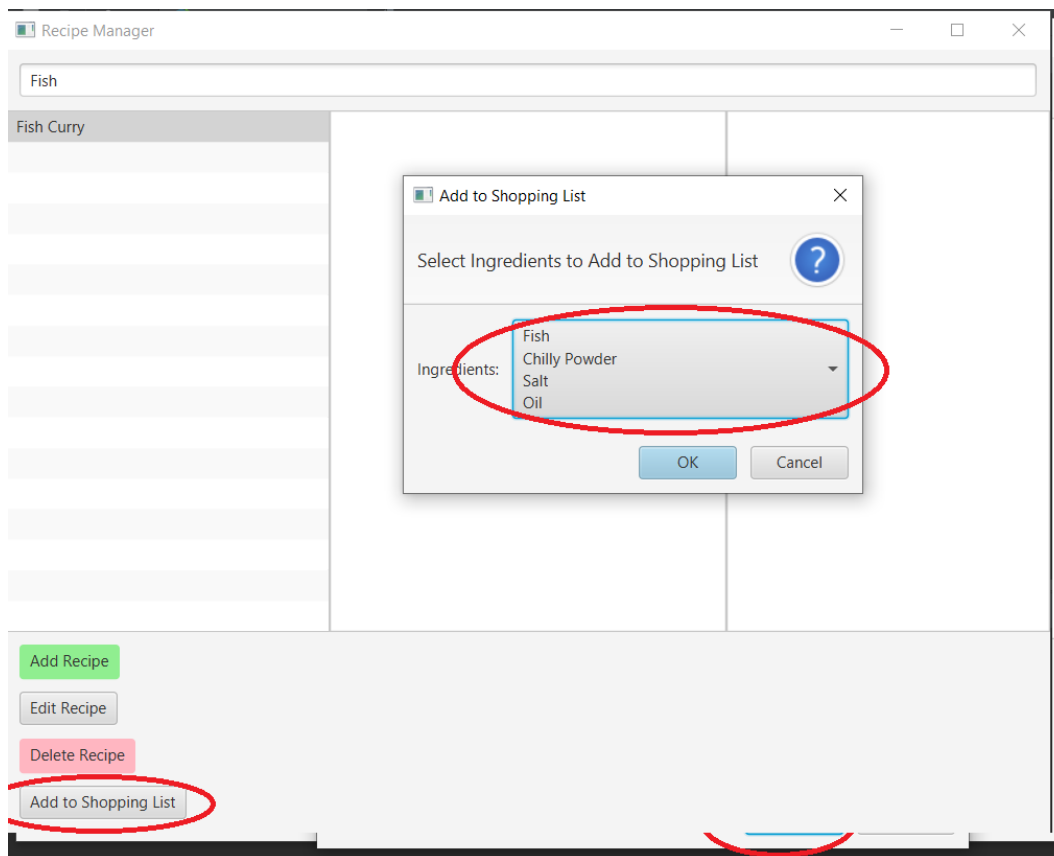 Recipe Manager
Fish
Fish Curry
Add to Shopping List
Select Ingredients to Add to Shopping List
?
Ingredients:
Fish
Chilly Powder
Salt
Oil
OK
Cancel
Add Recipe
Edit Recipe
Delete Recipe
Add to Shopping List